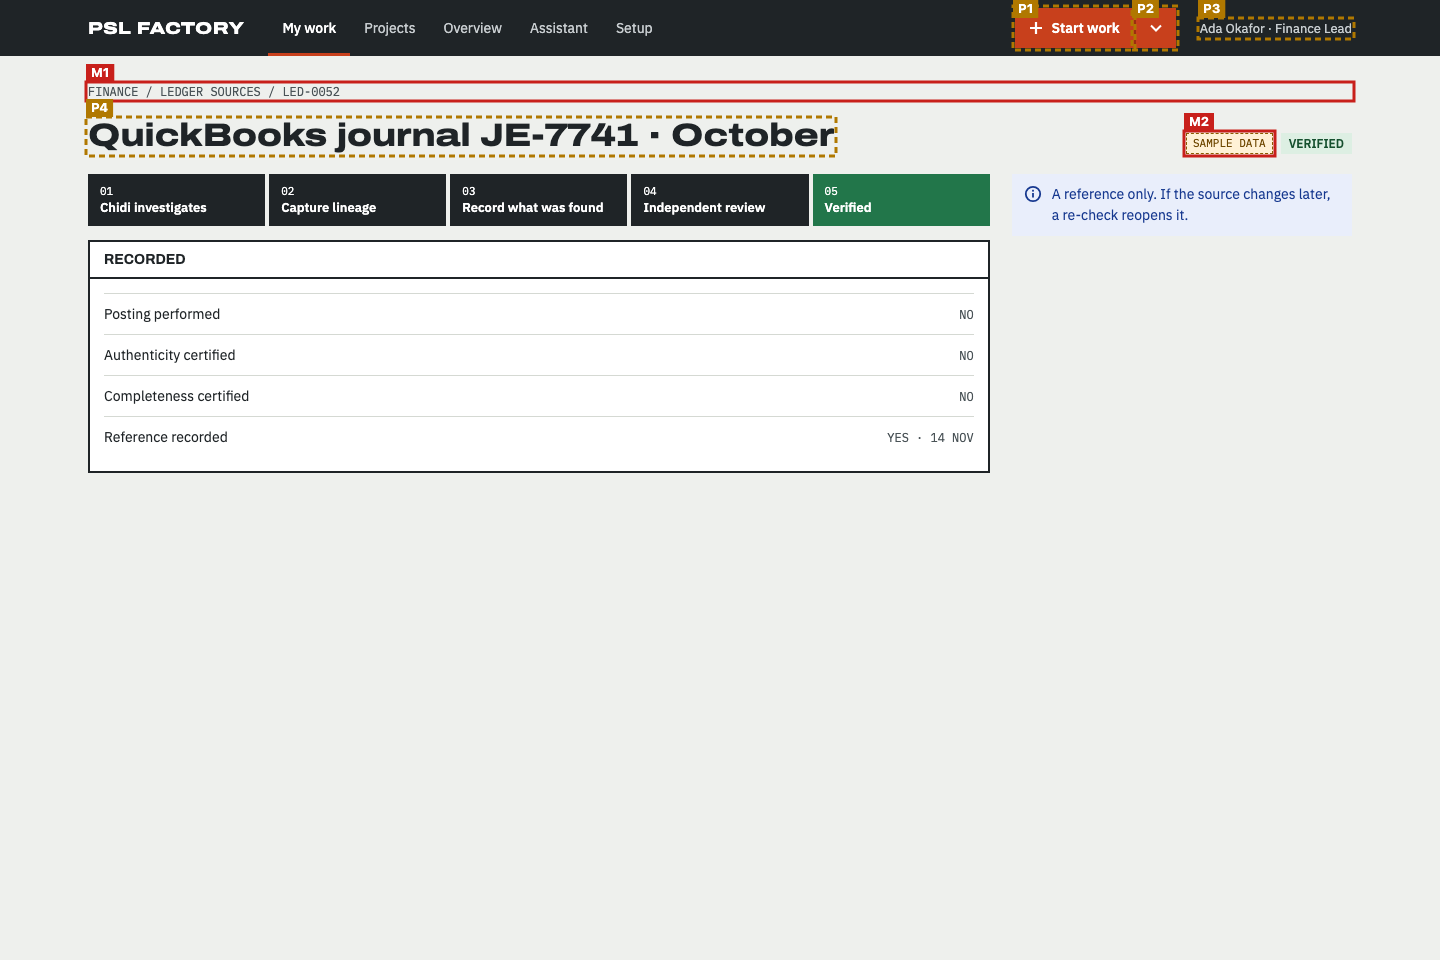 PSL FACTORY
My work
Projects
Overview
Assistant
Setup
P1
Start work
P2
P3
Ada Okafor · Finance Lead
M1
FINANCE / LEDGER SOURCES / LED-0052
P4
QuickBooks journal JE-7741 · October
M2
SAMPLE DATA
VERIFIED
01
Chidi investigates
02
Capture lineage
03
Record what was found
04
Independent review
05
Verified
A reference only. If the source changes later,
a re-check reopens it.
RECORDED
Posting performed NO
Authenticity certified NO
Completeness certified NO
Reference recorded YES · 14 NOV